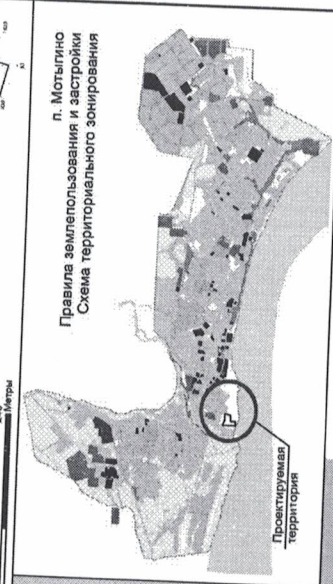 п. Мотыгино
Правила землепользования и застройки
Схема территориального зонирования
Проектируемая
территория
Метры